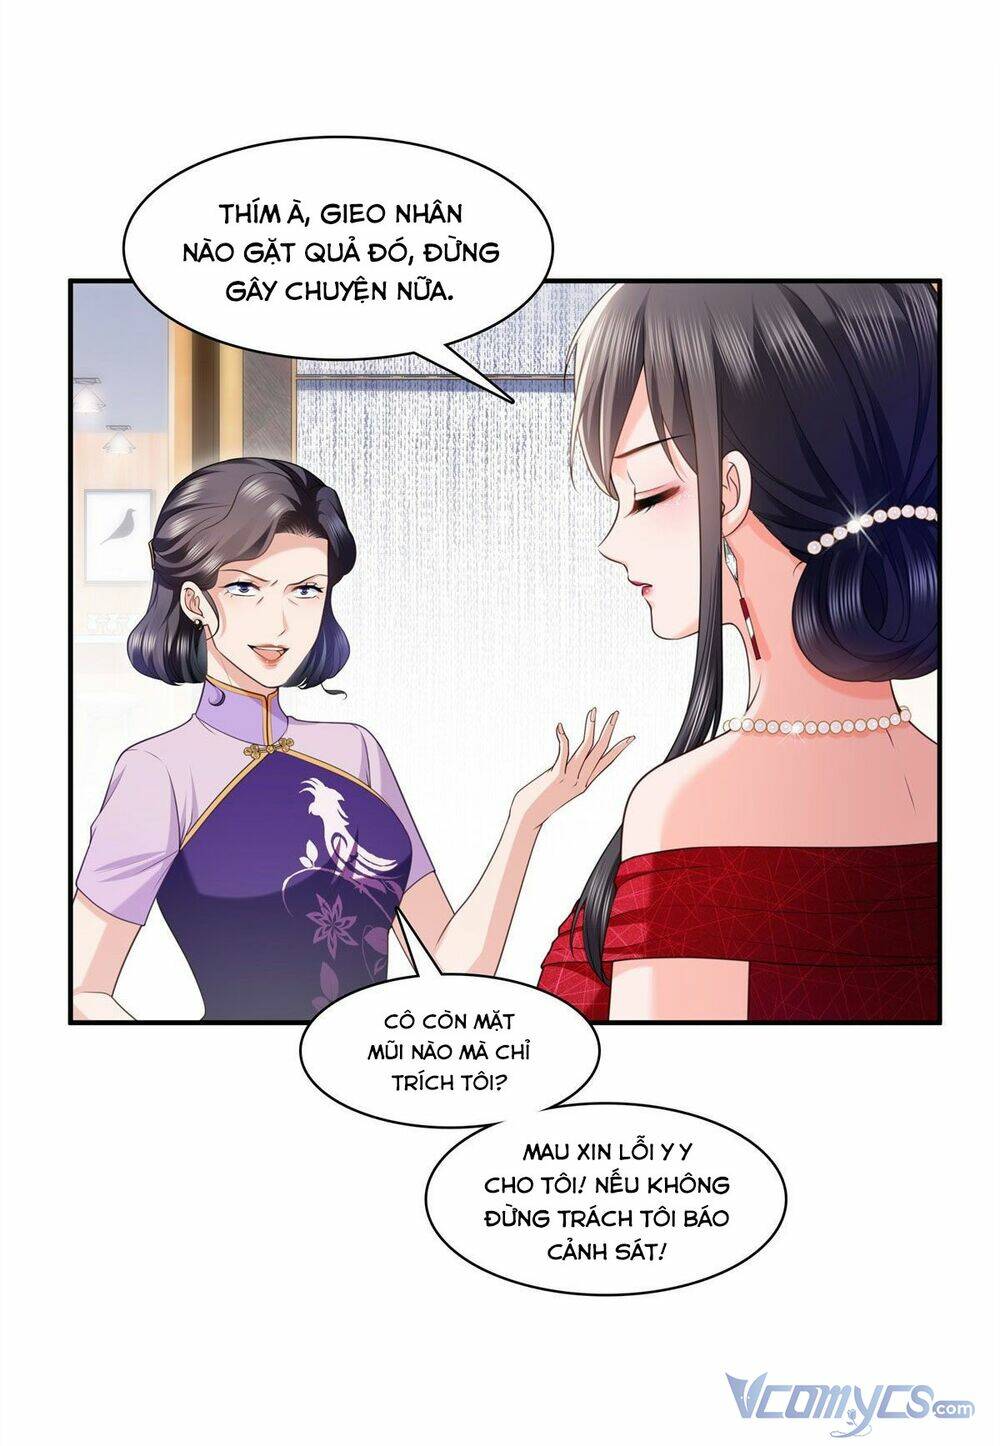 THÍM À, GIEO NHÂN
NÀO GẶT QUẢ ĐÓ, ĐỪNG
GÂY CHUYỆN NỮA.
CÔ CÒN MẶT
MŨI NÀO MÀ CHỈ
TRÍCH TÔI?
MAU XIN LỖI Y Y
CHO TÔI! NẾU KHÔNG
ĐỪNG TRÁCH TÔI BÁO
CẢNH SÁT!
VCOMYCS.com